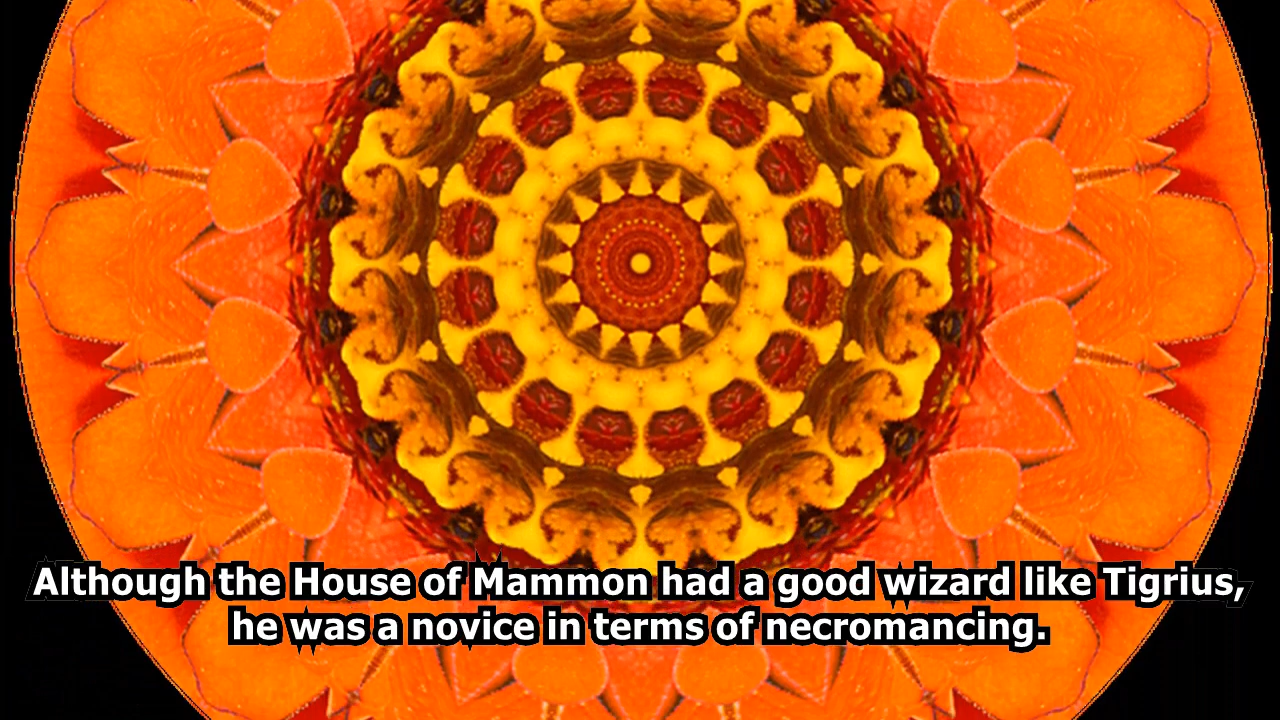 Although the House of Mammon had a good wizard like Tigrius,
he was a novice in terms of necromancing.